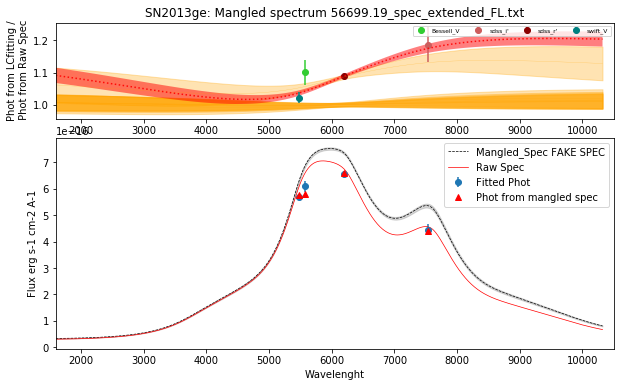 SN2013ge: Mangled spectrum 56699.19_spec_extended_FL.txt
Phot from LCfitting /
Phot from Raw Spec
1.2
1.1
1.0
Bessell_V
sdss_i'
sdss_r'
swift_V
2000 3000 4000 5000 6000 7000 8000 9000 10000
Flux erg s-1 cm-2 A-1
7
6
5
4
3
2
1
0
Mangled_Spec FAKE SPEC
Raw Spec
Fitted Phot
Phot from mangled spec
2000 3000 4000 5000 6000 7000 8000 9000 10000
Wavelenght